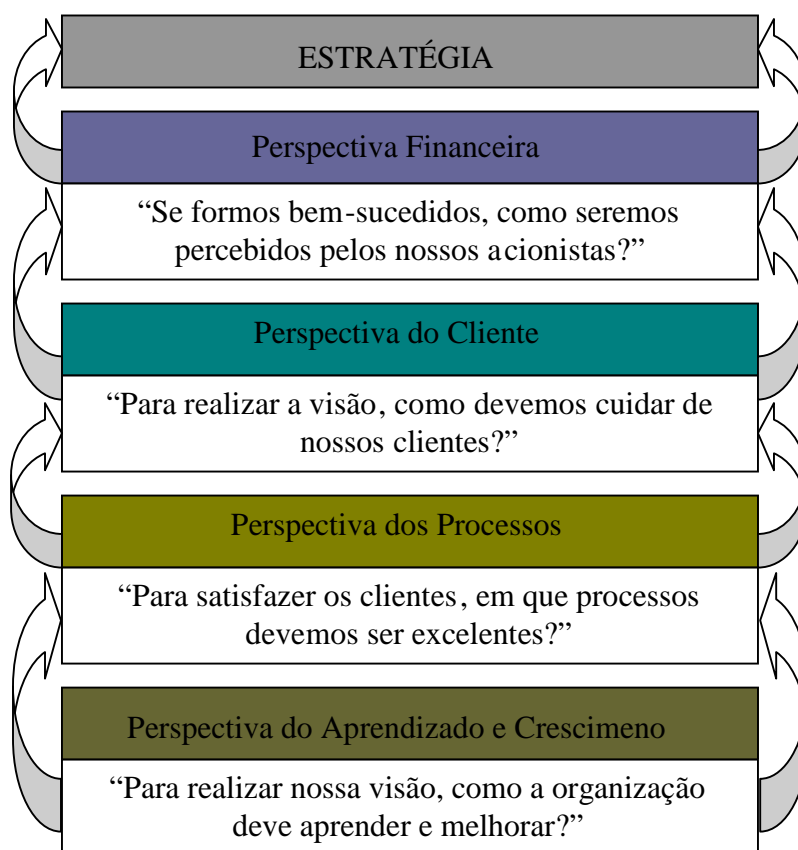 ESTRATÉGIA
Perspectiva Financeira
“Se formos bem-sucedidos, como seremos
percebidos pelos nossos acionistas?”
Perspectiva do Cliente
“Para realizar a visão, como devemos cuidar de
nossos clientes?”
Perspectiva dos Processos
“Para satisfazer os clientes, em que processos
devemos ser excelentes?”
Perspectiva do Aprendizado e Crescimeno
“Para realizar nossa visão, como a organização
deve aprender e melhorar?”